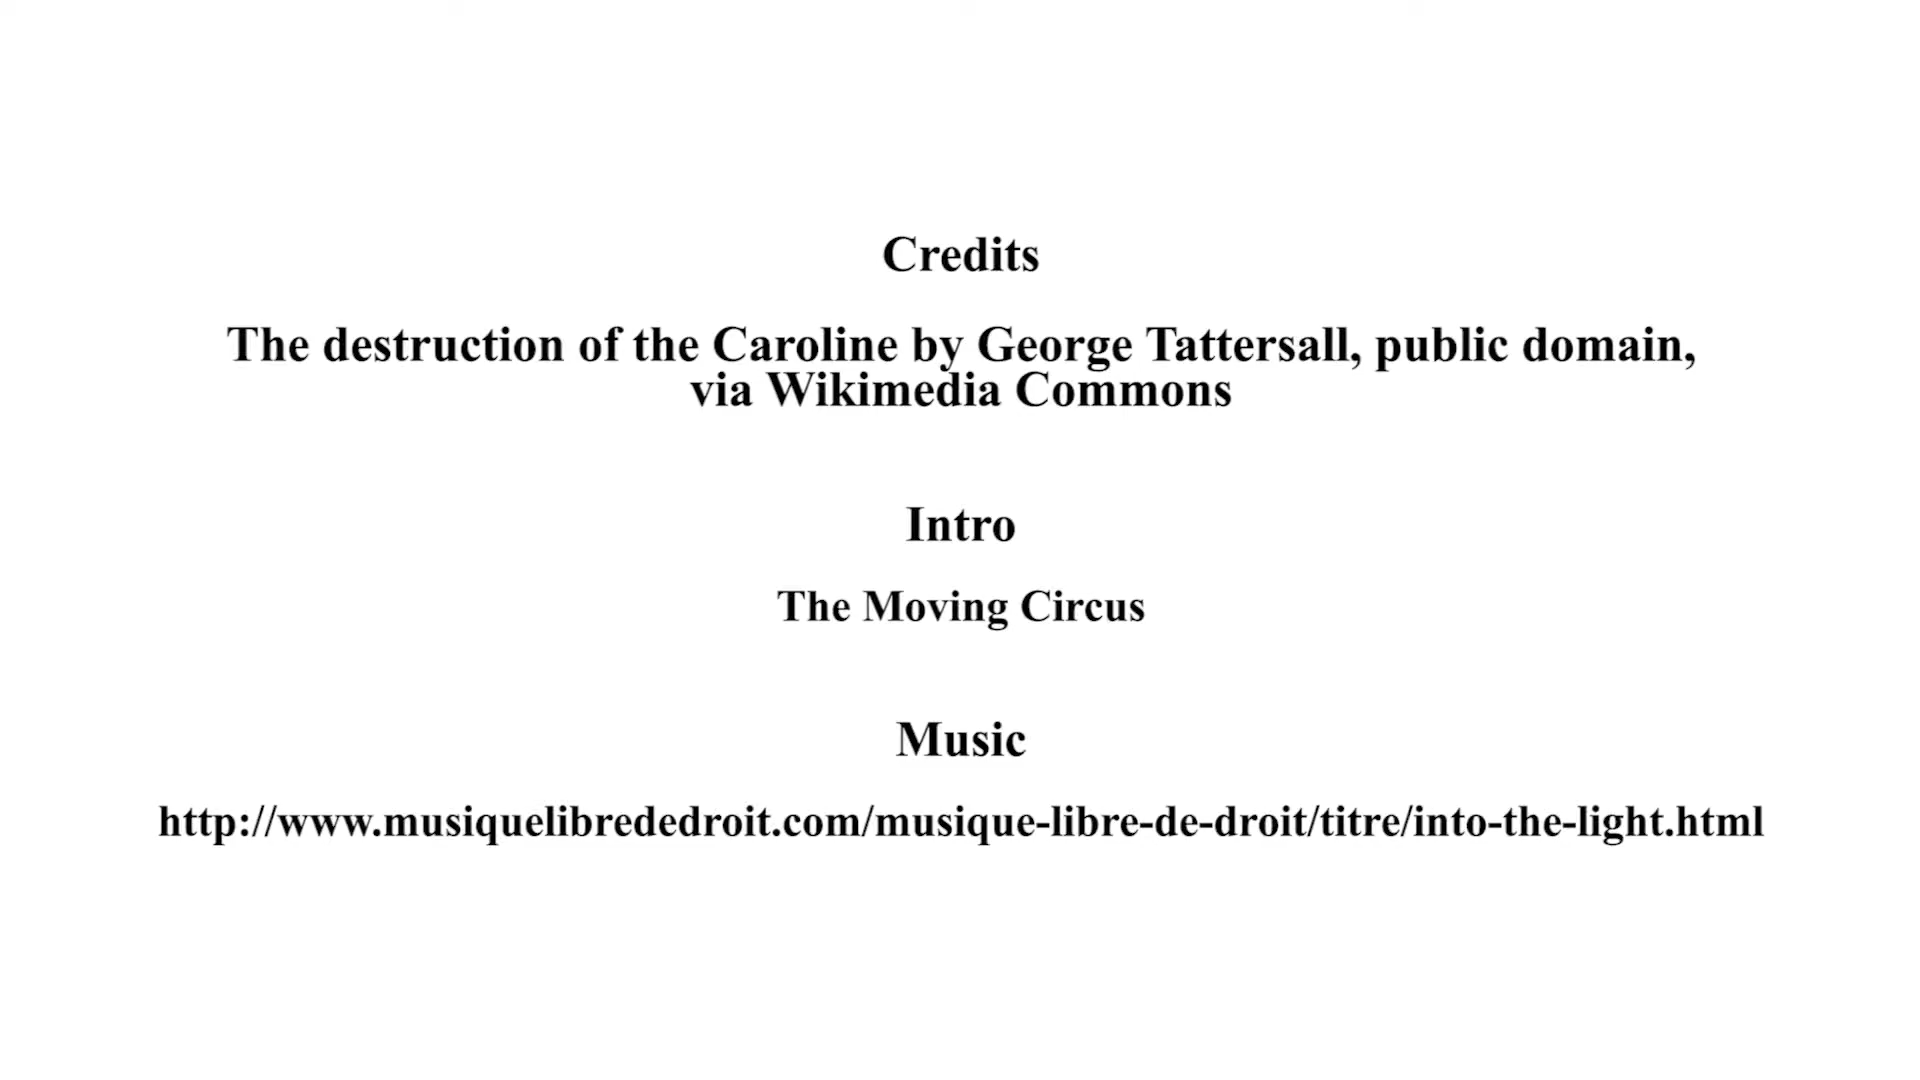 Credits
The destruction of the Caroline by George Tattersall, public domain,
via Wikimedia Commons
Intro
The Moving Circus
Music
http://www.musiquelibrededroit.com/musique-libre-de-droit/titre/into-the-light.html